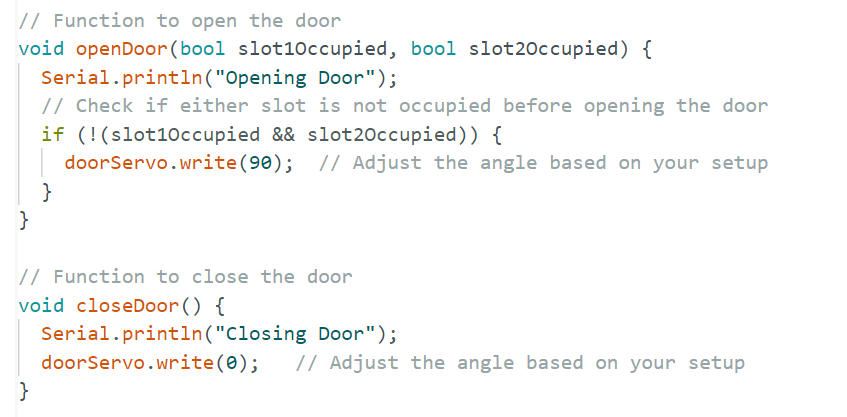 // Function to open the door
void openDoor(bool slot1Occupied, bool slot2Occupied) {
  Serial.println("Opening Door");
  // Check if either slot is not occupied before opening the door
  if (!(slot1Occupied && slot2Occupied)) {
    doorServo.write(90);  // Adjust the angle based on your setup
  }
}

// Function to close the door
void closeDoor() {
  Serial.println("Closing Door");
  doorServo.write(0);   // Adjust the angle based on your setup
}